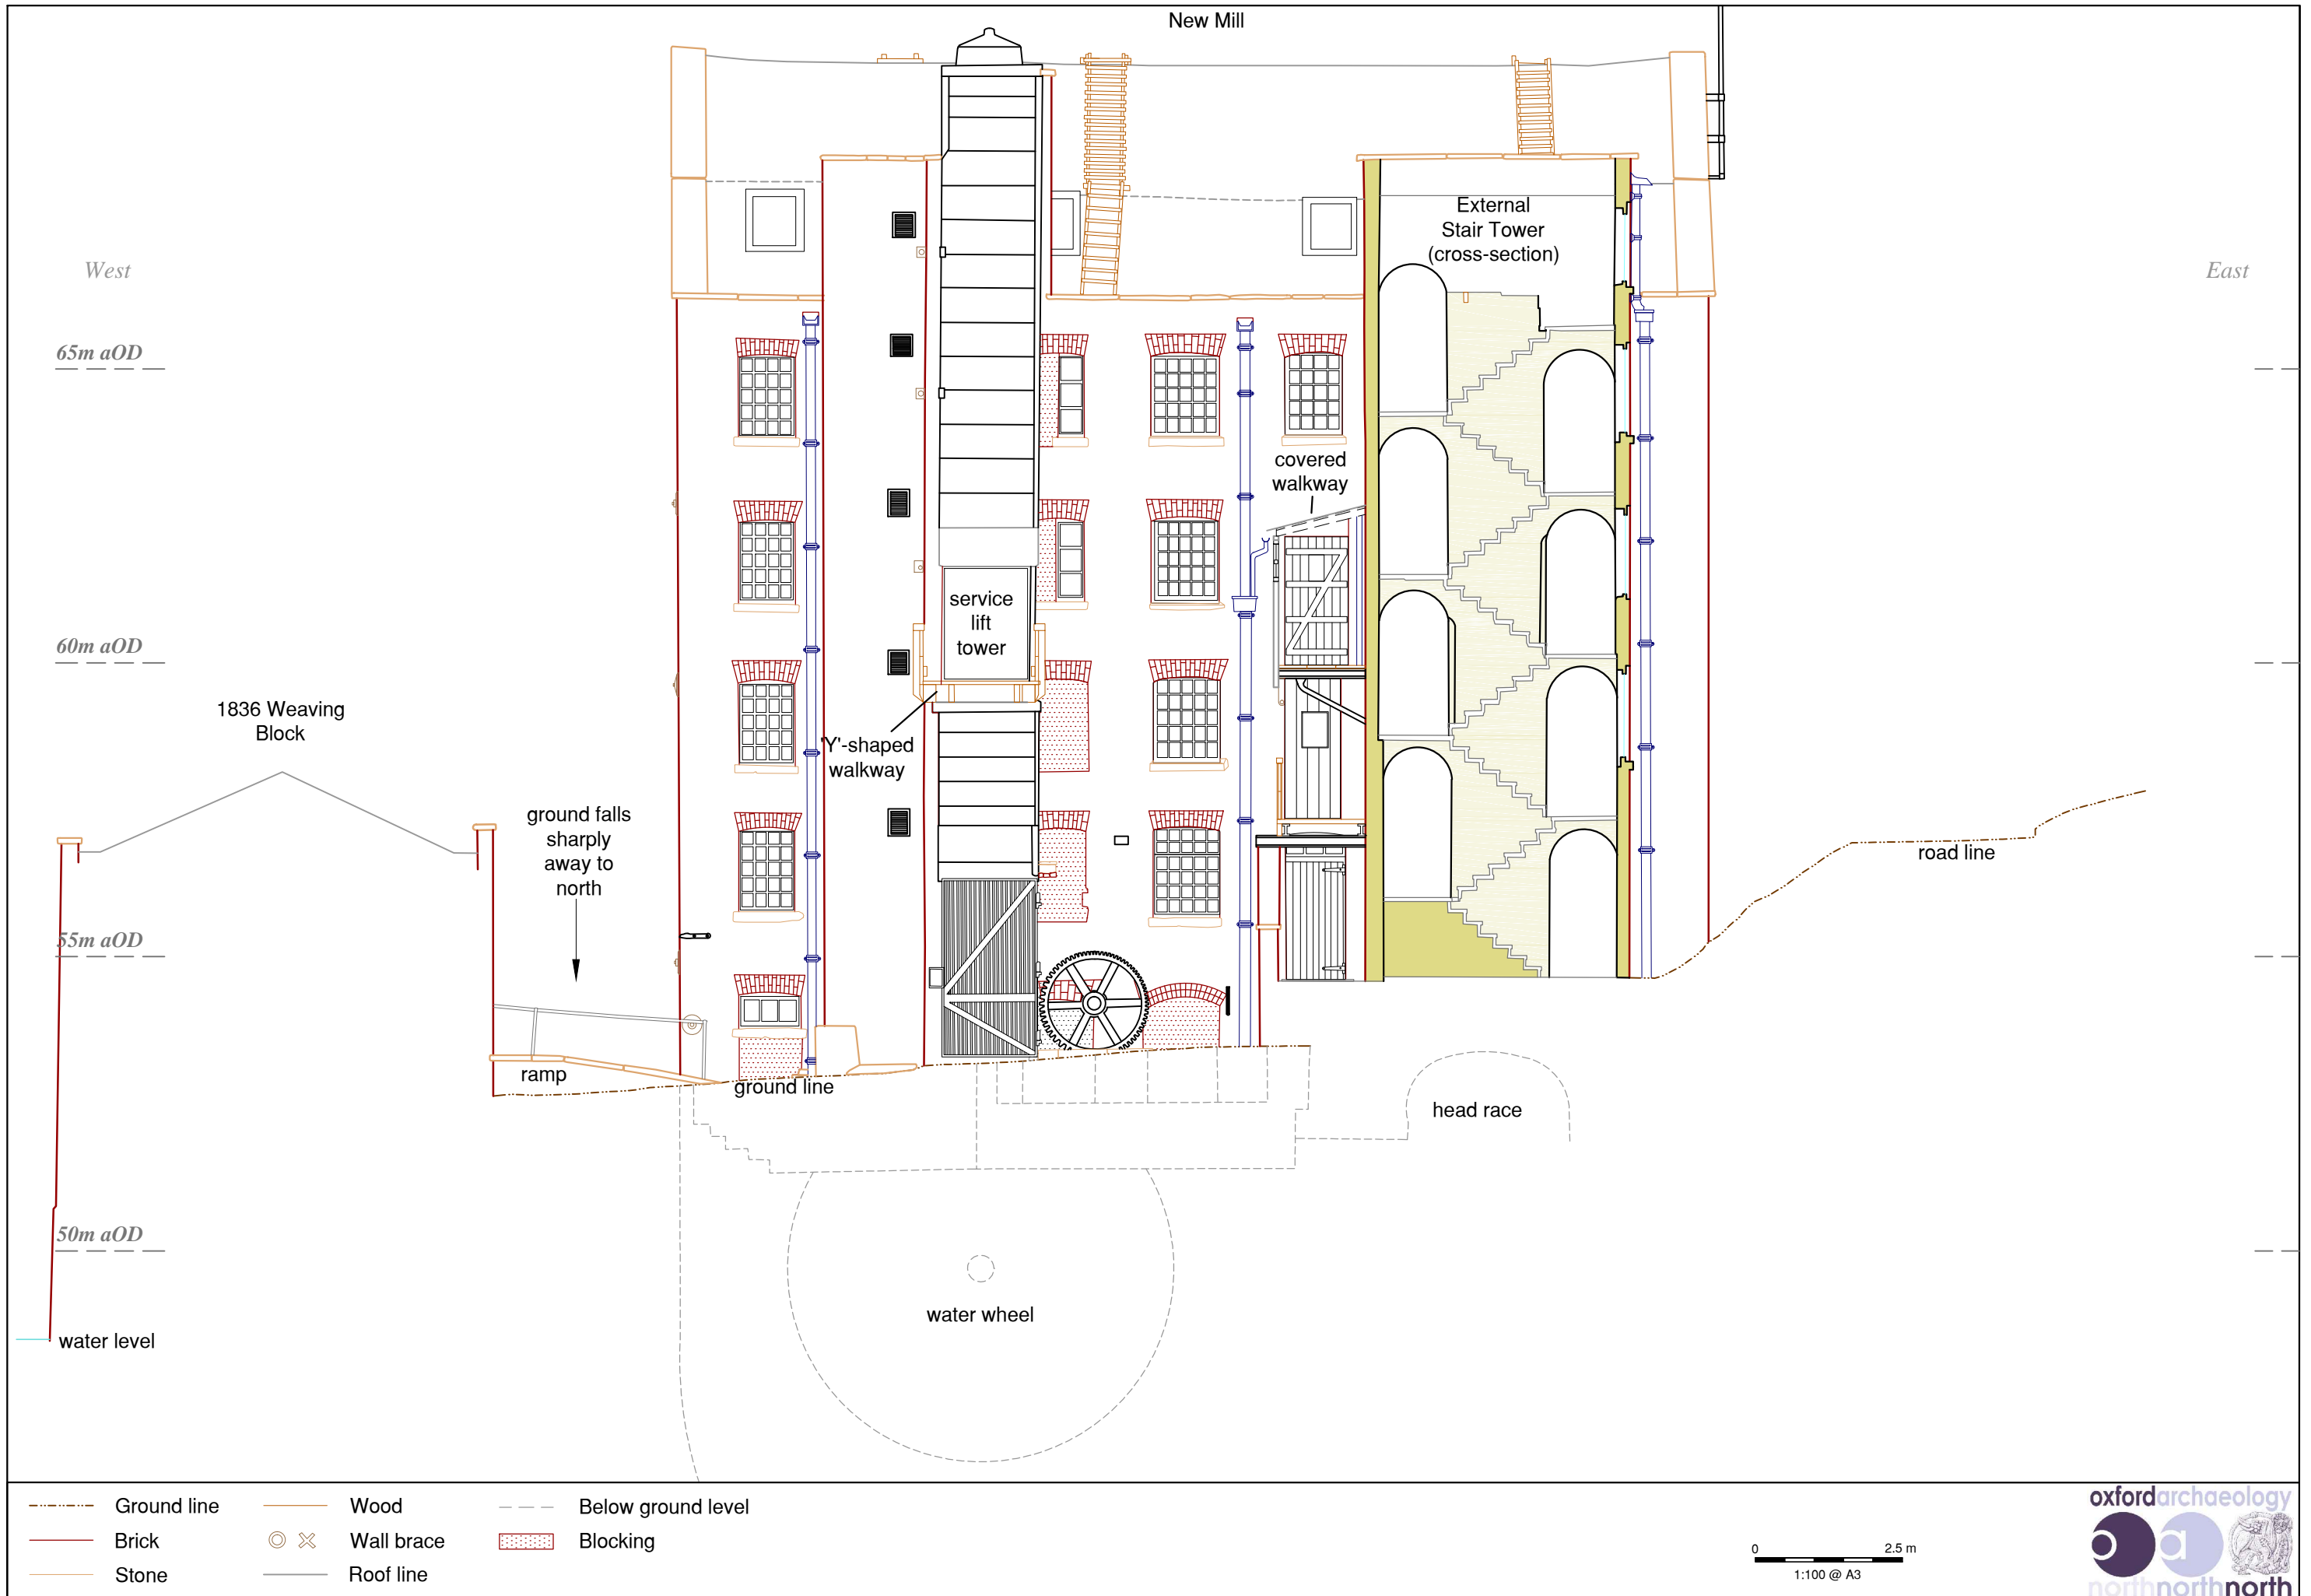 New Mill
External
Stair Tower
(cross-section)
West
East
65m aOD
covered
walkway
service
lift
tower
60m aOD
1836 Weaving
Block
'Y'-shaped
walkway
ground falls
sharply
away to
north
road line
55m aOD
ramp
ground line
head race
50m aOD
water wheel
water level
Ground line
Wood
Below ground level
Brick
Wall brace
Blocking
Stone
Roof line
0 2.5 m
1:100 @ A3
oxfordarchaeology
oa
northnorthnorth